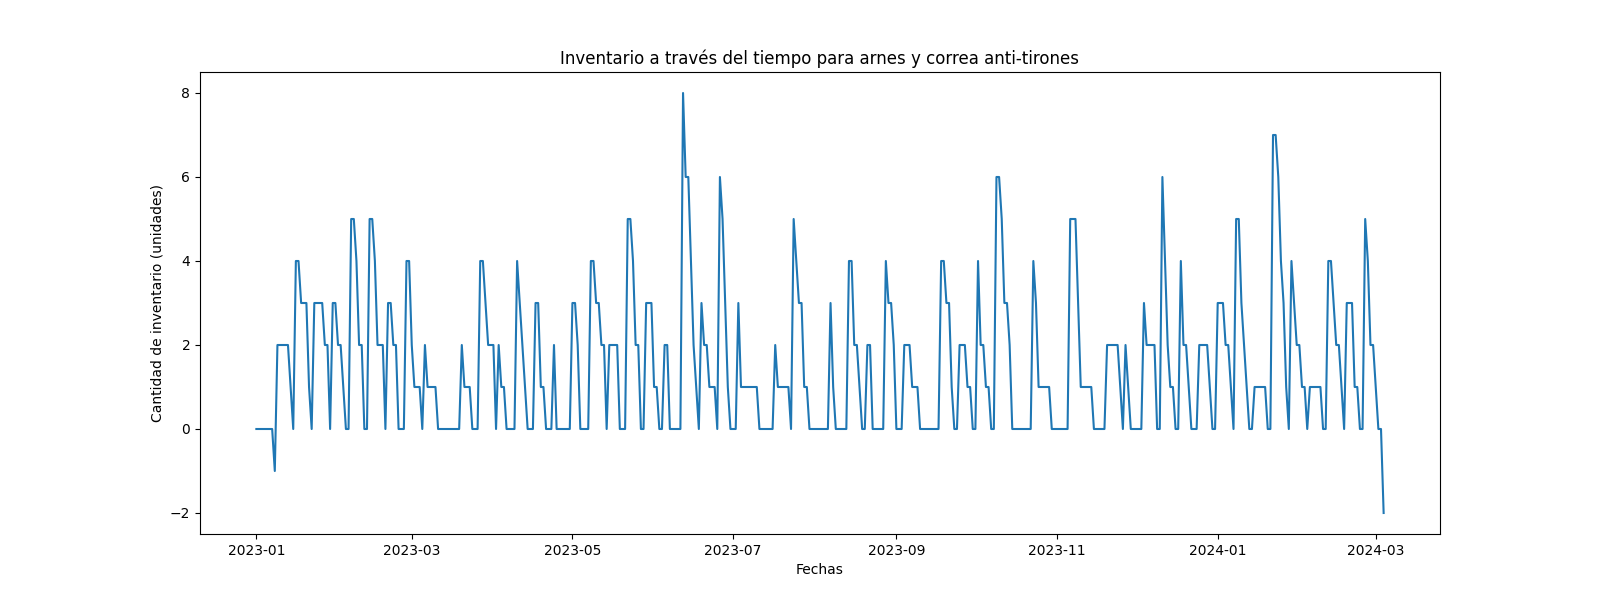 Inventario a través del tiempo para arnes y correa anti-tirones
Cantidad de inventario (unidades)
8
6
4
2
0
−2
2023-01 2023-03 2023-05 2023-07 2023-09 2023-11 2024-01 2024-03
Fechas